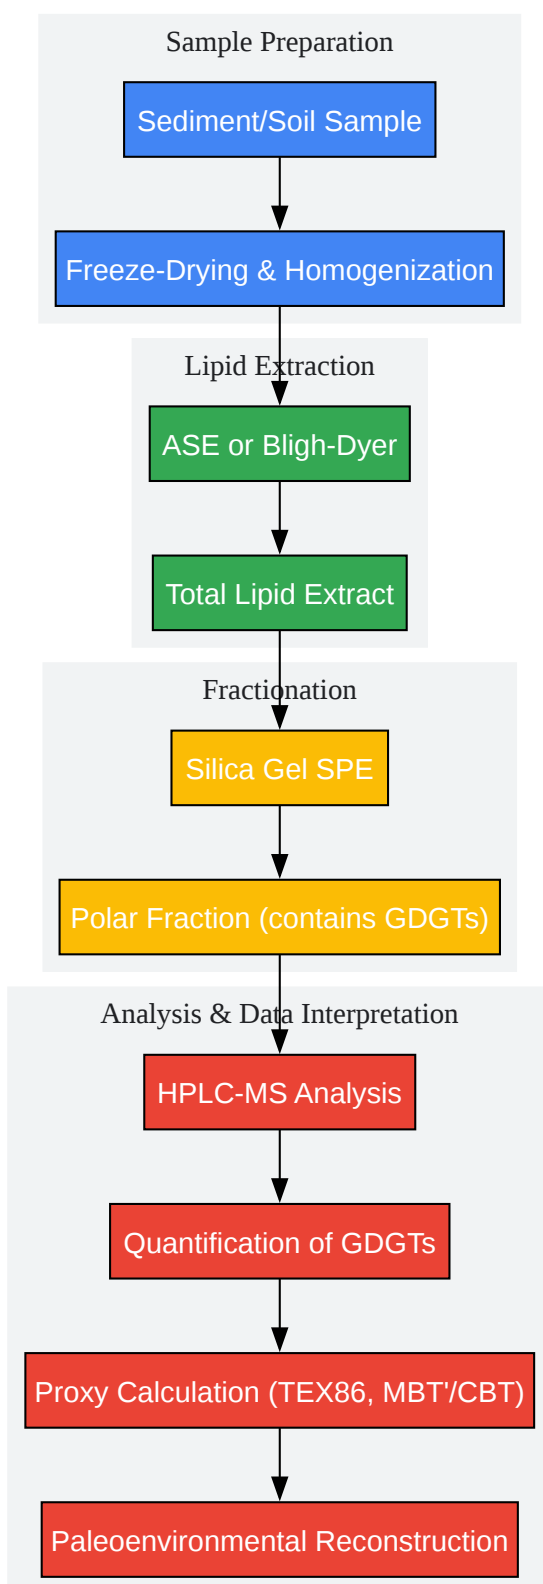 Sample Preparation
Sediment/Soil Sample
Freeze-Drying & Homogenization
Lipid Extraction
ASE or Bligh-Dyer
Total Lipid Extract
Fractionation
Silica Gel SPE
Polar Fraction (contains GDGTs)
Analysis & Data Interpretation
HPLC-MS Analysis
Quantification of GDGTs
Proxy Calculation (TEX86, MBT'/CBT)
Paleoenvironmental Reconstruction